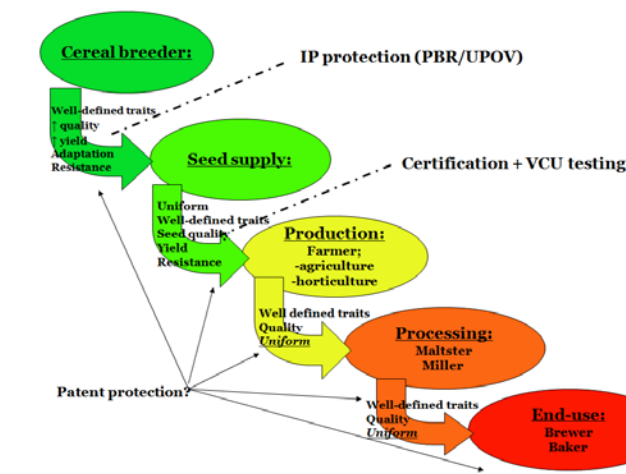 Cereal breeder:
IP protection (PBR/UPOV)
Well-defined traits
↑ quality
↑ yield
Adaptation
Resistance
Seed supply:
Certification + VCU testing
Uniform
Well-defined traits
Seed quality
Yield
Resistance
Production:
Farmer;
-agriculture
-horticulture
Well defined traits
Quality
Uniform
Processing:
Maltster
Miller
Patent protection?
Well-defined traits
Quality
Uniform
End-use:
Brewer
Baker